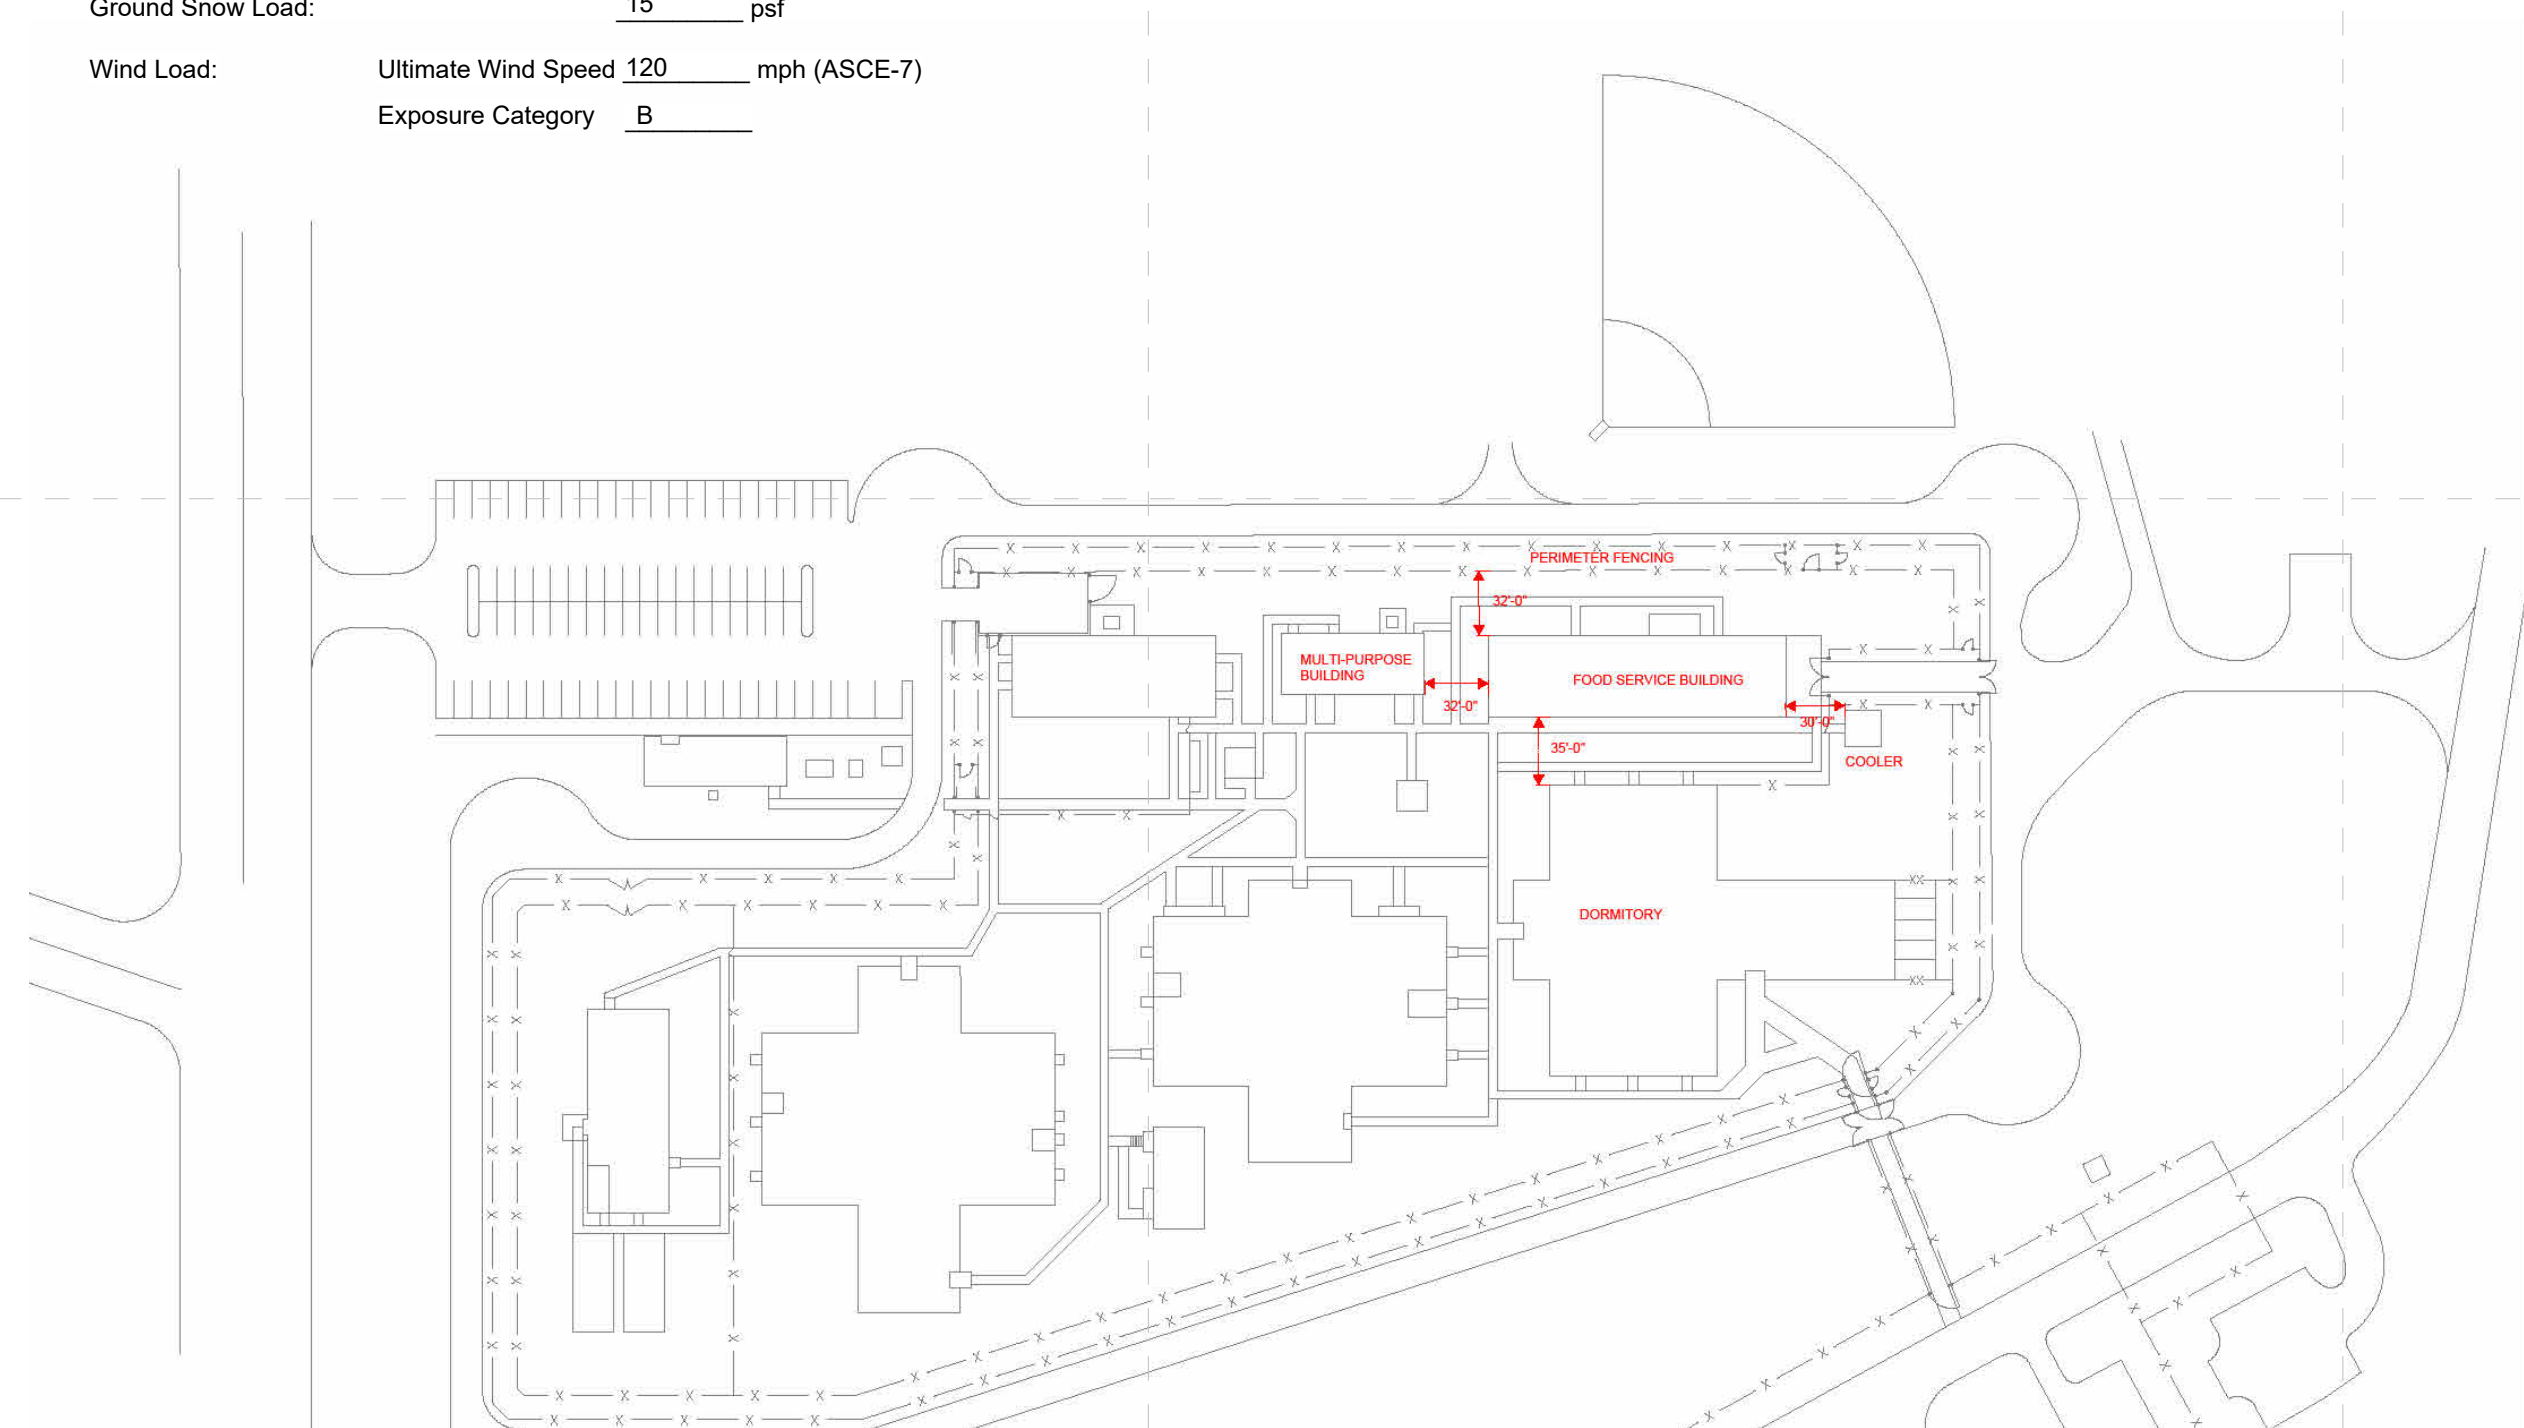 Ground Snow Load: 15 psf
Wind Load: Ultimate Wind Speed 120 mph (ASCE-7)
Exposure Category B
PERIMETER FENCING
32'-0"
MULTI-PURPOSE
BUILDING
FOOD SERVICE BUILDING
32'-0"
30'-0"
35'-0"
COOLER
DORMITORY